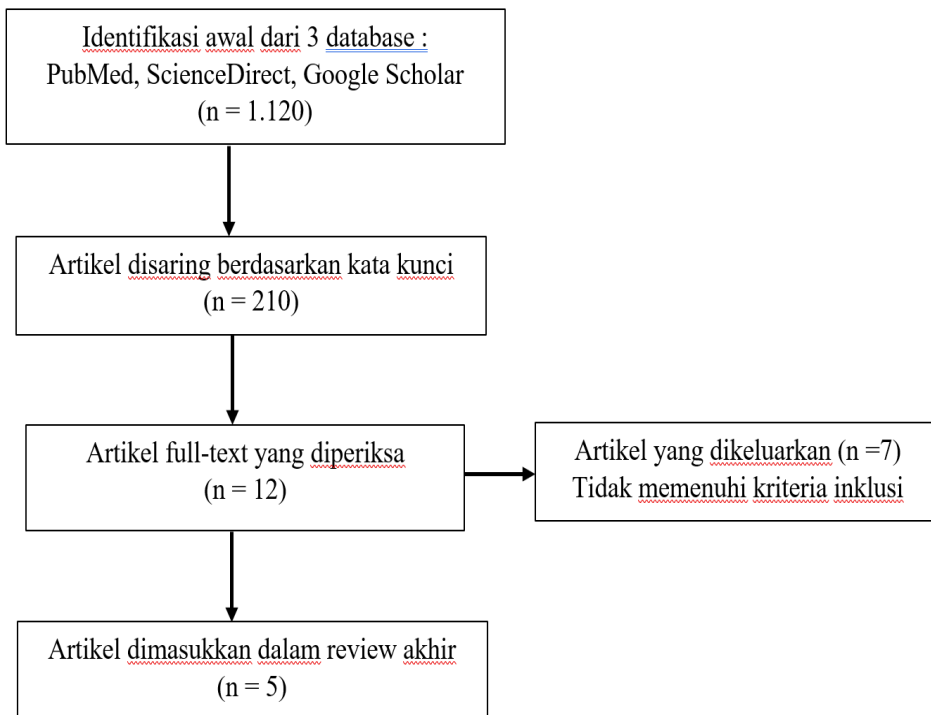 Identifikasi awal dari 3 database :
PubMed, ScienceDirect, Google Scholar
(n = 1.120)
Artikel disaring berdasarkan kata kunci
(n = 210)
Artikel full-text yang diperiksa
(n = 12)
Artikel yang dikeluarkan (n =7)
Tidak memenuhi kriteria inklusi
Artikel dimasukkan dalam review akhir
(n = 5)